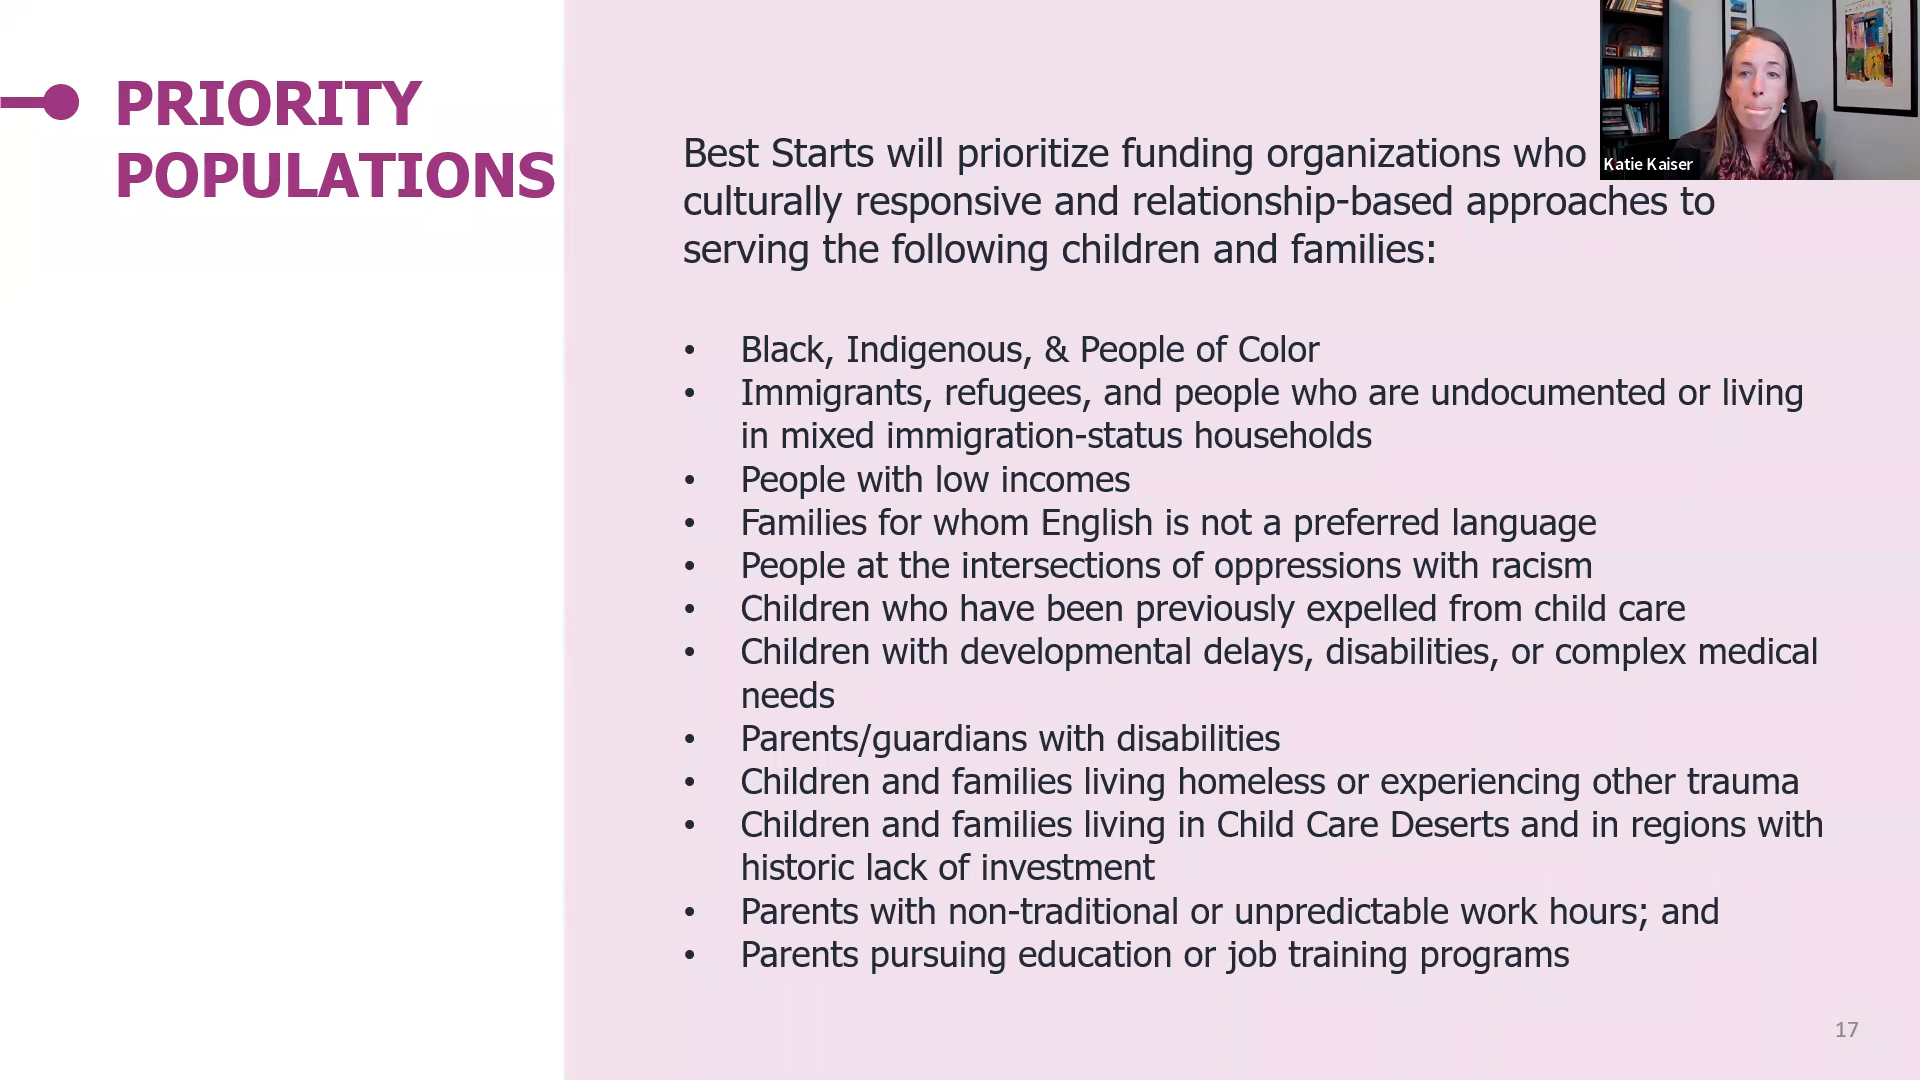 PRIORITY
POPULATIONS
Best Starts will prioritize funding organizations who
culturally responsive and relationship-based approaches to
serving the following children and families:
• Black, Indigenous, & People of Color
• Immigrants, refugees, and people who are undocumented or living
in mixed immigration-status households
• People with low incomes
• Families for whom English is not a preferred language
• People at the intersections of oppressions with racism
• Children who have been previously expelled from child care
• Children with developmental delays, disabilities, or complex medical
needs
• Parents/guardians with disabilities
• Children and families living homeless or experiencing other trauma
• Children and families living in Child Care Deserts and in regions with
historic lack of investment
• Parents with non-traditional or unpredictable work hours; and
• Parents pursuing education or job training programs
Katie Kaiser
17